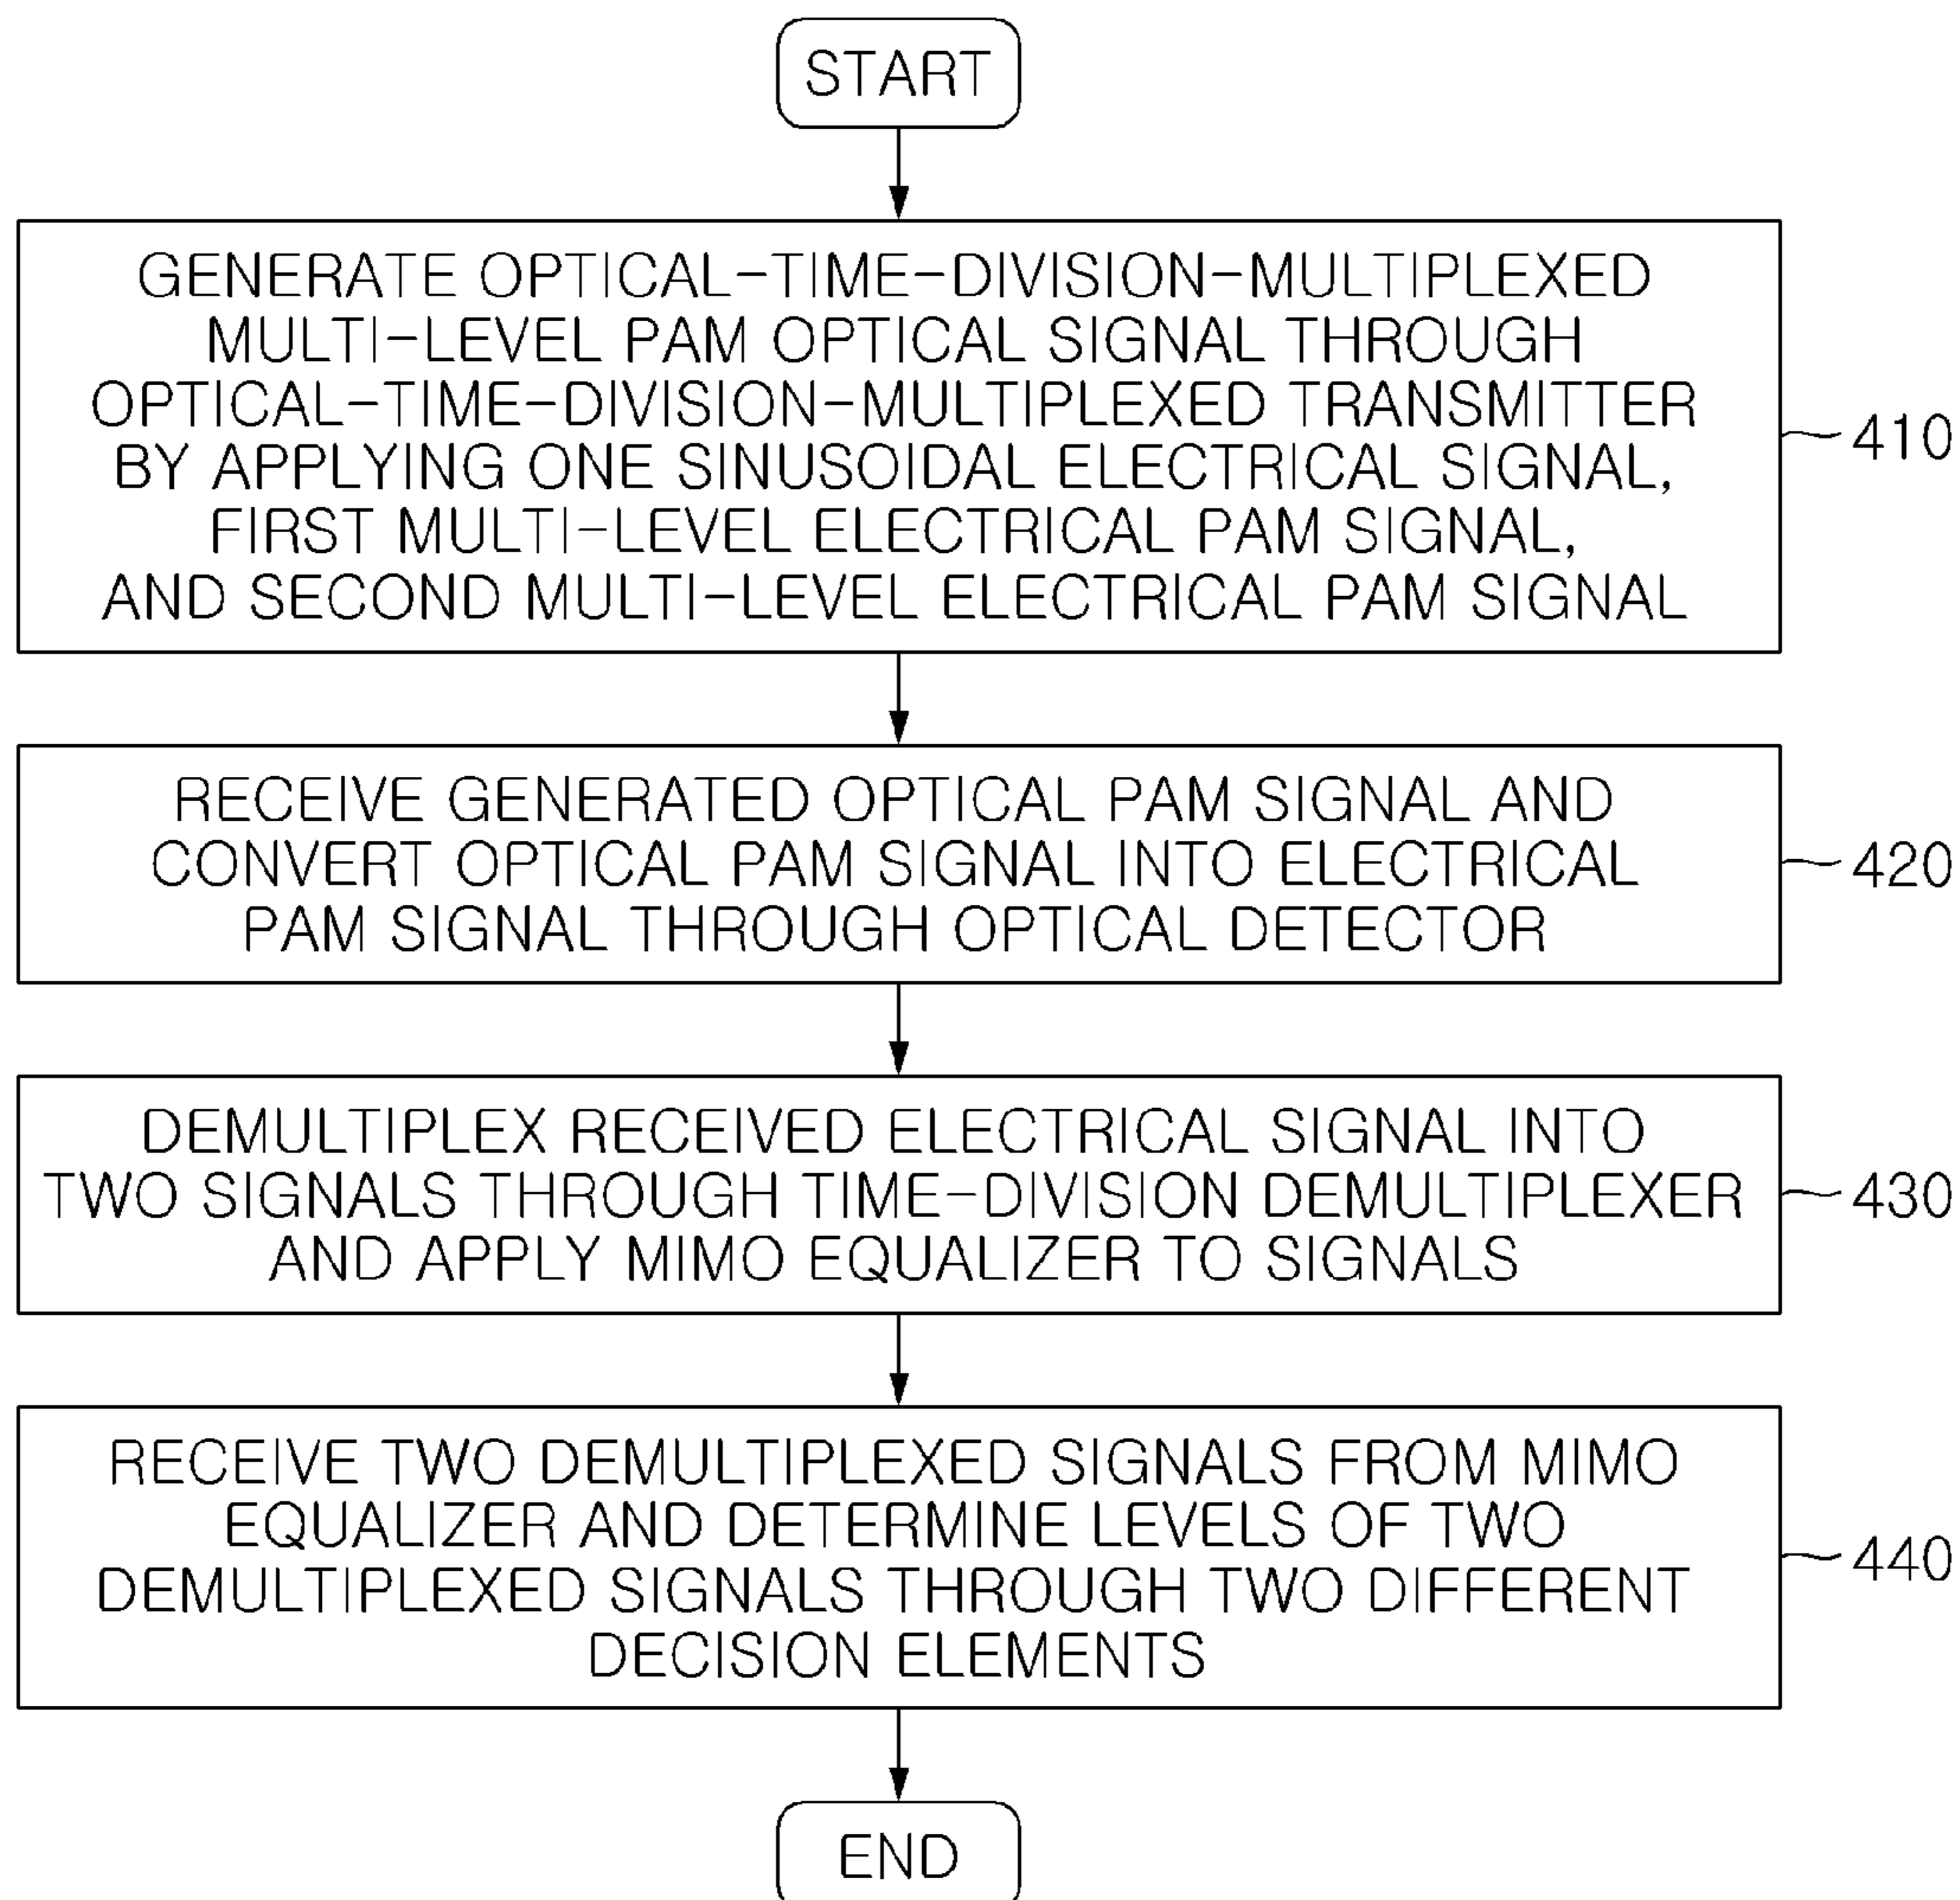 START
GENERATE OPTICAL-TIME-DIVISION-MULTIPLEXED
MULTI-LEVEL PAM OPTICAL SIGNAL THROUGH
OPTICAL-TIME-DIVISION-MULTIPLEXED TRANSMITTER
BY APPLYING ONE SINUSOIDAL ELECTRICAL SIGNAL,
FIRST MULTI-LEVEL ELECTRICAL PAM SIGNAL,
AND SECOND MULTI-LEVEL ELECTRICAL PAM SIGNAL
410
RECEIVE GENERATED OPTICAL PAM SIGNAL AND
CONVERT OPTICAL PAM SIGNAL INTO ELECTRICAL
PAM SIGNAL THROUGH OPTICAL DETECTOR
420
DEMULTIPLEX RECEIVED ELECTRICAL SIGNAL INTO
TWO SIGNALS THROUGH TIME-DIVISION DEMULTIPLEXER
AND APPLY MIMO EQUALIZER TO SIGNALS
430
RECEIVE TWO DEMULTIPLEXED SIGNALS FROM MIMO
EQUALIZER AND DETERMINE LEVELS OF TWO
DEMULTIPLEXED SIGNALS THROUGH TWO DIFFERENT
DECISION ELEMENTS
440
END